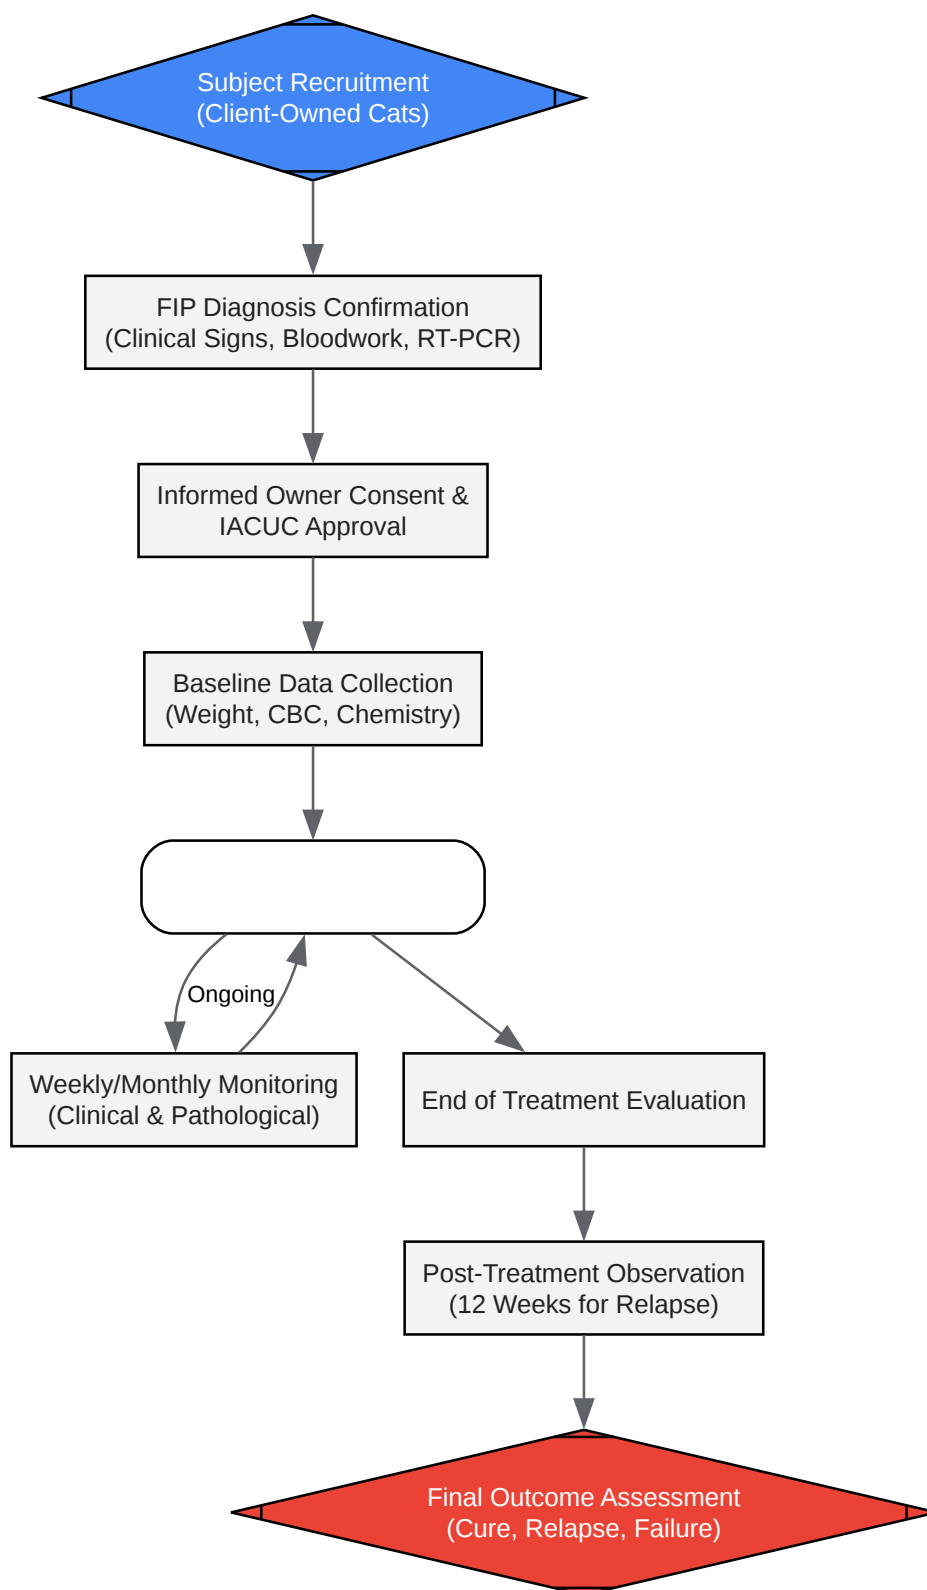 Subject Recruitment
(Client-Owned Cats)
FIP Diagnosis Confirmation
(Clinical Signs, Bloodwork, RT-PCR)
Informed Owner Consent &
IACUC Approval
Baseline Data Collection
(Weight, CBC, Chemistry)
Ongoing
Weekly/Monthly Monitoring
(Clinical & Pathological)
End of Treatment Evaluation
Post-Treatment Observation
(12 Weeks for Relapse)
Final Outcome Assessment
(Cure, Relapse, Failure)